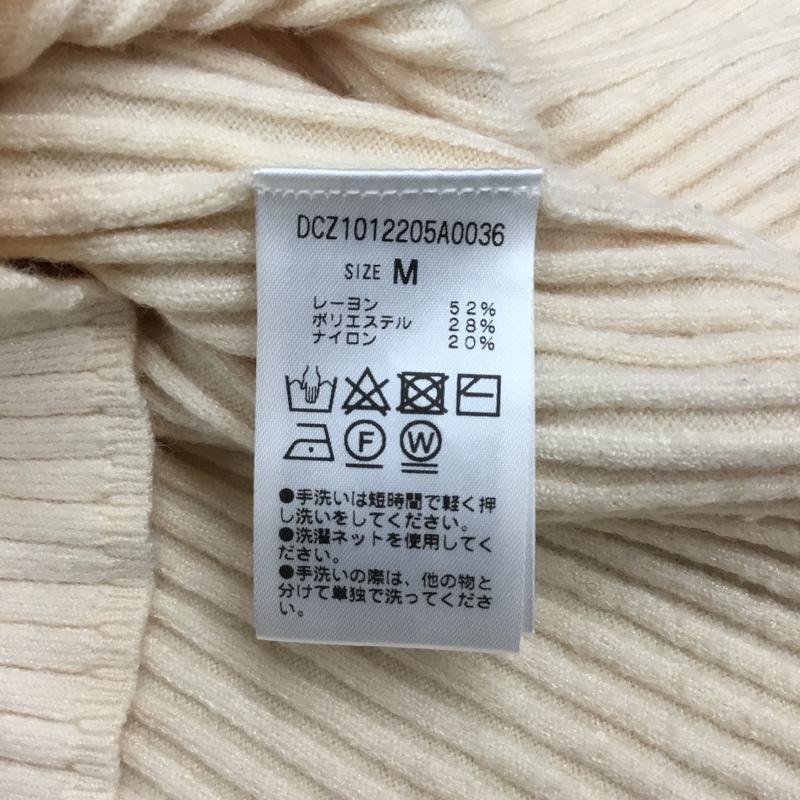 DCZ1012205A0036
SIZE M
レーヨン 52%
ポリエステル 28%
ナイロン 20%
F W
●手洗いは短時間で軽く押
し洗いをしてください。
●洗濯ネットを使用してく
ださい。
●手洗いの際は、他の物と
分けて単独で洗ってくださ
い。